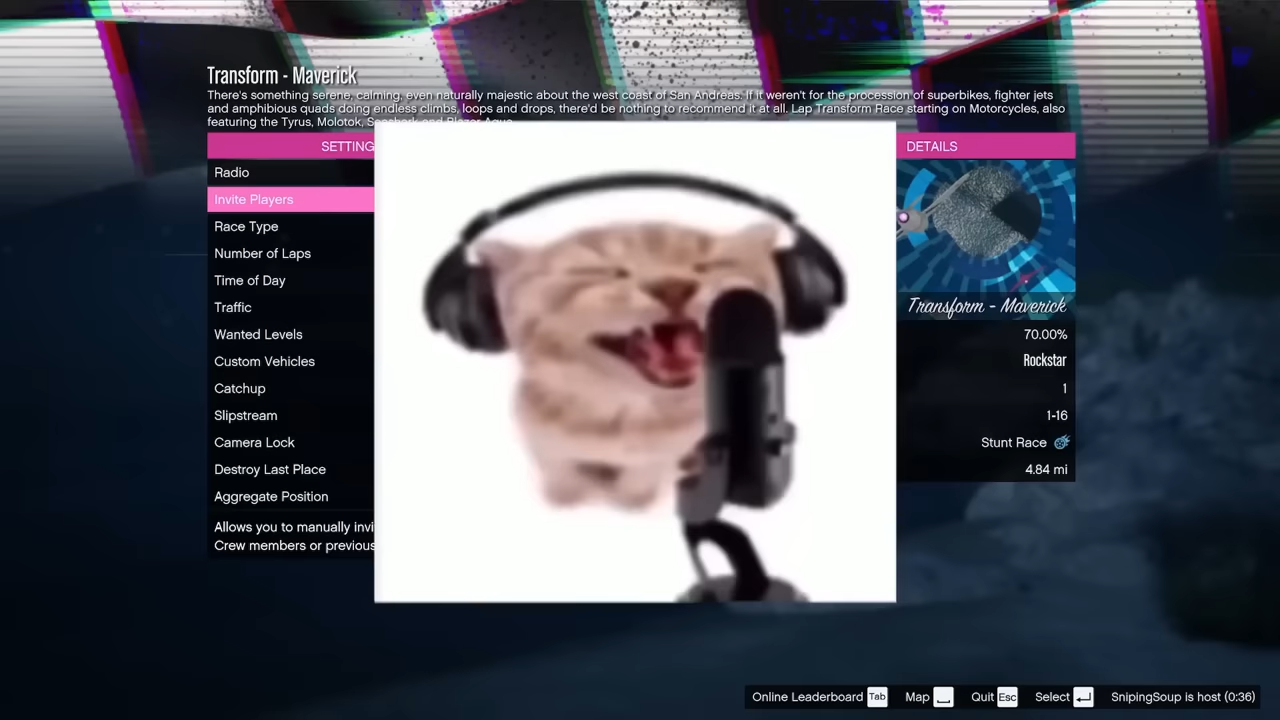 Transform - Maverick
There's something serene, calming, even naturally majestic about the west coast of San Andreas. If it weren't for the procession of superbikes, fighter jets
and amphibious quads doing endless climbs, loops and drops, there'd be nothing to recommend it at all. Lap Transform Race starting on Motorcycles, also
featuring the Tyrus, Molotok, Seashark and Blazer Aqua.
SETTING
DETAILS
Radio
Invite Players
Race Type
Number of Laps
Time of Day
Traffic
Wanted Levels
Custom Vehicles
Catchup
Slipstream
Camera Lock
Destroy Last Place
Aggregate Position
Allows you to manually invi
Crew members or previous
Transform - Maverick
70.00%
Rockstar
1
1-16
Stunt Race
4.84 mi
Online Leaderboard Tab Map Quit Esc Select SnipingSoup is host (0:36)